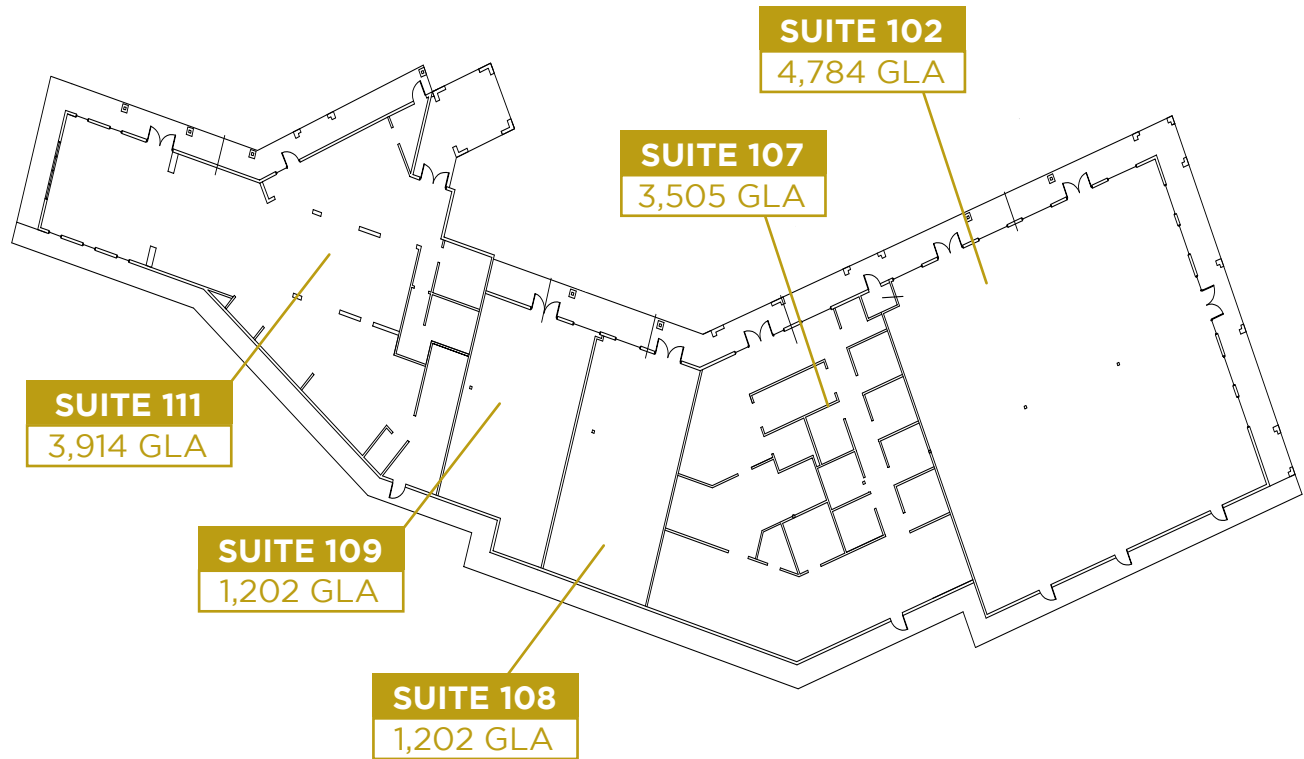 SUITE 102
4,784 GLA
SUITE 107
3,505 GLA
SUITE 111
3,914 GLA
SUITE 109
1,202 GLA
SUITE 108
1,202 GLA